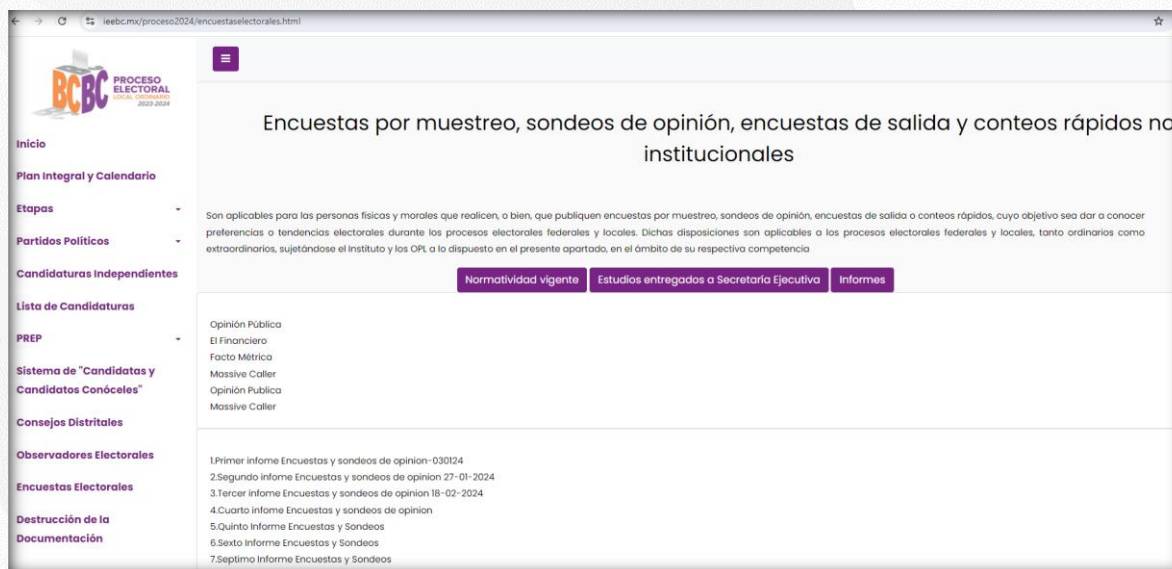 ieebc.mx/proceso2024/encuestaselectorales.html
BCBC PROCESO
ELECTORAL
LOCAL ORDINARIO
2023-2024
Inicio
Plan Integral y Calendario
Etapas
Partidos Políticos
Candidaturas Independientes
Lista de Candidaturas
PREP
Sistema de "Candidatas y
Candidatos Conóceles"
Consejos Distritales
Observadores Electorales
Encuestas Electorales
Destrucción de la
Documentación
Encuestas por muestreo, sondeos de opinión, encuestas de salida y conteos rápidos no
institucionales
Son aplicables para las personas físicas y morales que realicen, o bien, que publiquen encuestas por muestreo, sondeos de opinión, encuestas de salida o conteos rápidos, cuyo objetivo sea dar a conocer
preferencias o tendencias electorales durante los procesos electorales federales y locales. Dichas disposiciones son aplicables a los procesos electorales federales y locales, tanto ordinarios como
extraordinarios, sujetándose el Instituto y los OPL a lo dispuesto en el presente apartado, en el ámbito de su respectiva competencia
Normatividad vigente Estudios entregados a Secretaría Ejecutiva Informes
Opinión Pública
El Financiero
Facto Métrica
Massive Caller
Opinión Publica
Massive Caller
1.Primer infome Encuestas y sondeos de opinion-030124
2.Segundo infome Encuestas y sondeos de opinion 27-01-2024
3.Tercer infome Encuestas y sondeos de opinion 18-02-2024
4.Cuarto infome Encuestas y sondeos de opinion
5.Quinto Informe Encuestas y Sondeos
6.Sexto Informe Encuestas y Sondeos
7.Septimo Informe Encuestas y Sondeos